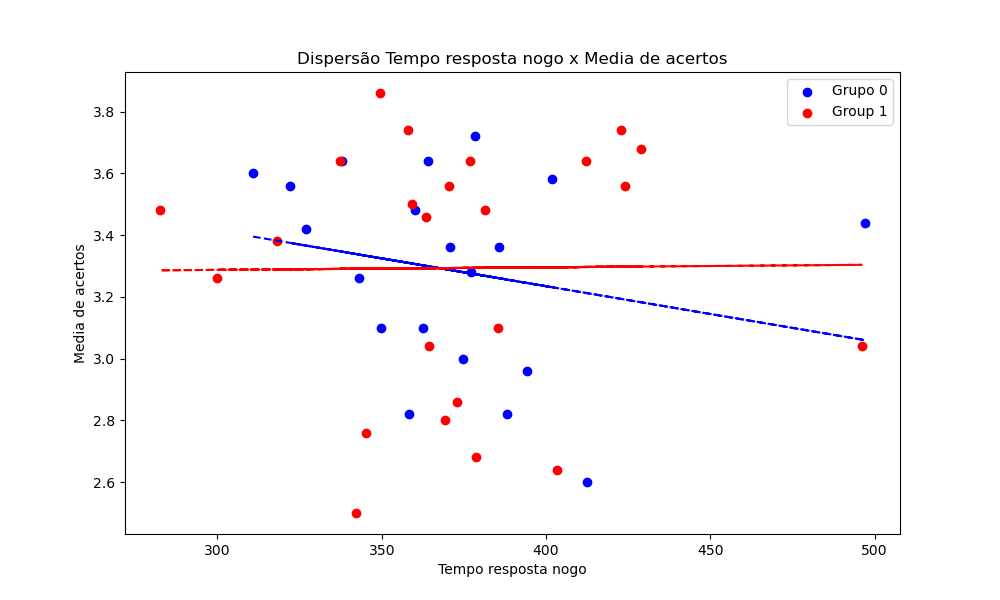 Dispersão Tempo resposta nogo x Media de acertos
Grupo 0
Group 1
3.8
3.6
3.4
3.2
3.0
2.8
2.6
Media de acertos
300 350 400 450 500
Tempo resposta nogo